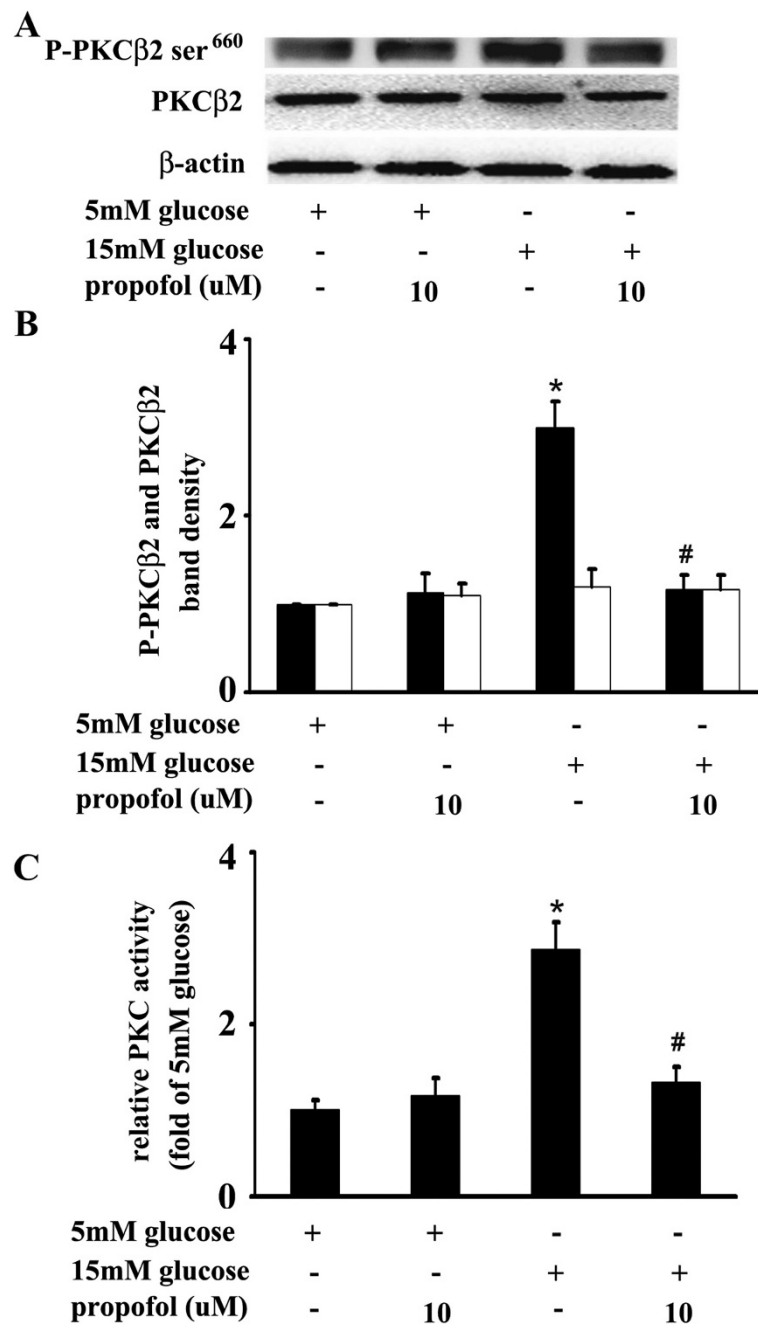 A
P-PKCβ2 ser660
PKCβ2
β-actin
5mM glucose + + - -
15mM glucose - - + +
propofol (uM) - 10 - 10
B
P-PKCβ2 and PKCβ2
band density
4
2
0
*
#
5mM glucose + + - -
15mM glucose - - + +
propofol (uM) - 10 - 10
C
relative PKC activity
(fold of 5mM glucose)
4
2
0
*
#
5mM glucose + + - -
15mM glucose - - + +
propofol (uM) - 10 - 10